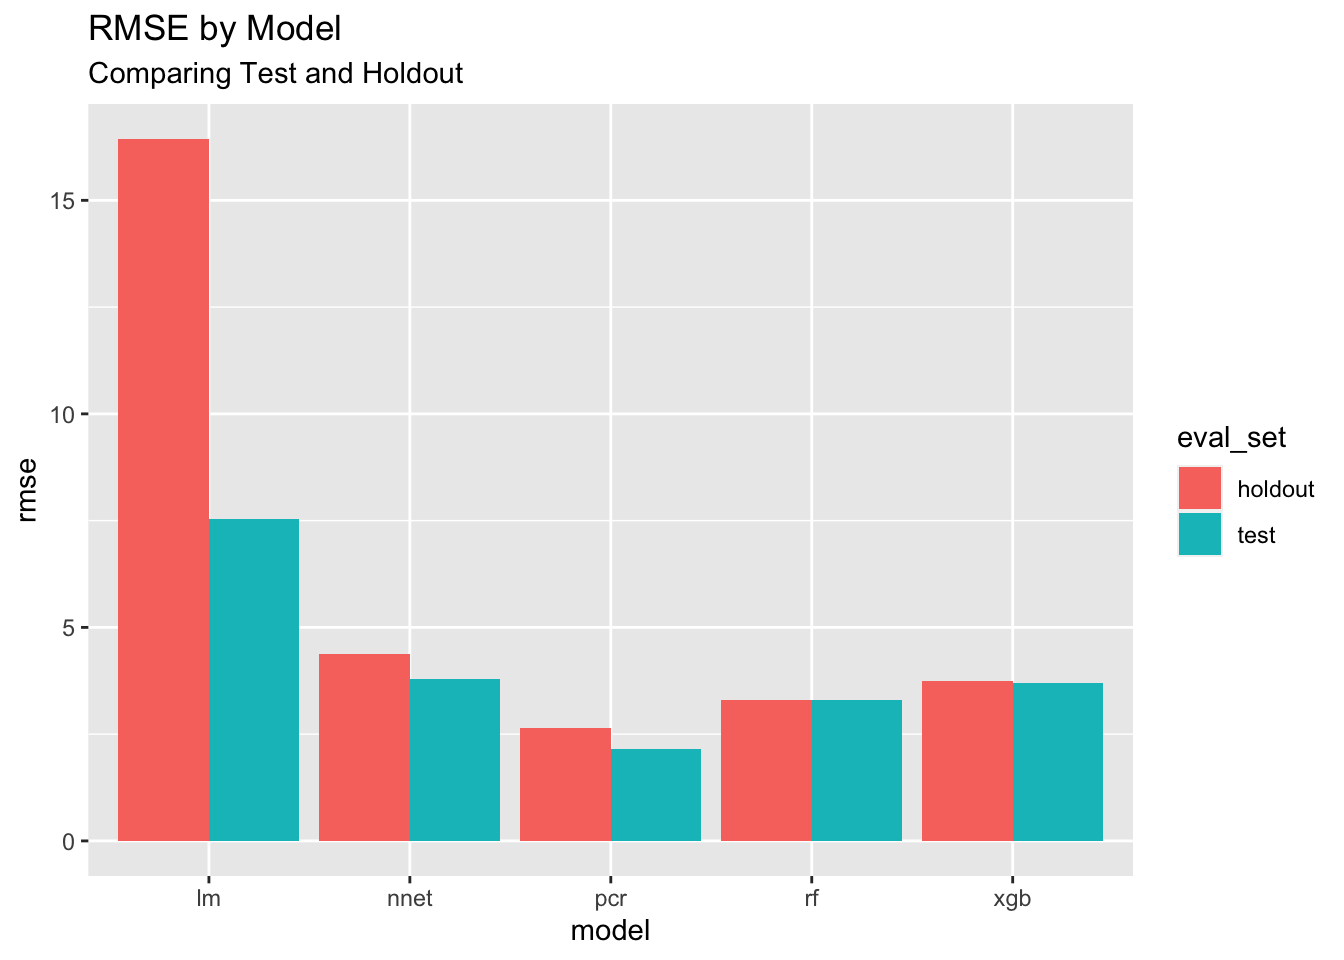 RMSE by Model
Comparing Test and Holdout
15
10
5
0
rmse
lm nnet pcr rf xgb
model
eval_set
holdout
test